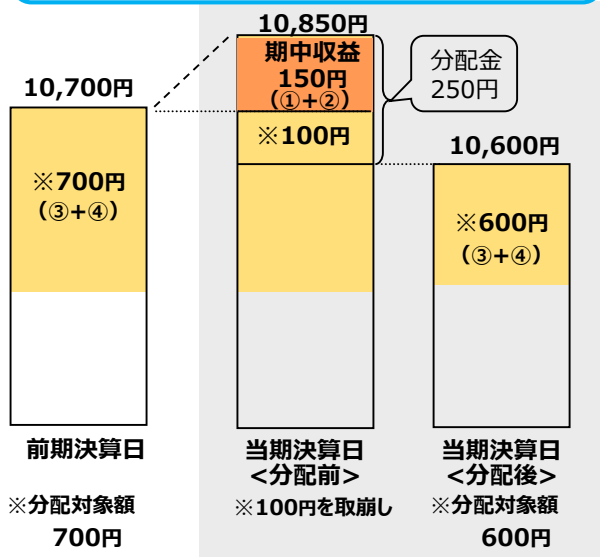 10,850円
期中収益
150円
(①+②)
分配金
250円
10,700円
※100円
10,600円
※700円
(③+④)
※600円
(③+④)
前期決算日
当期決算日
<分配前>
当期決算日
<分配後>
※分配対象額
700円
※100円を取崩し
※分配対象額
600円